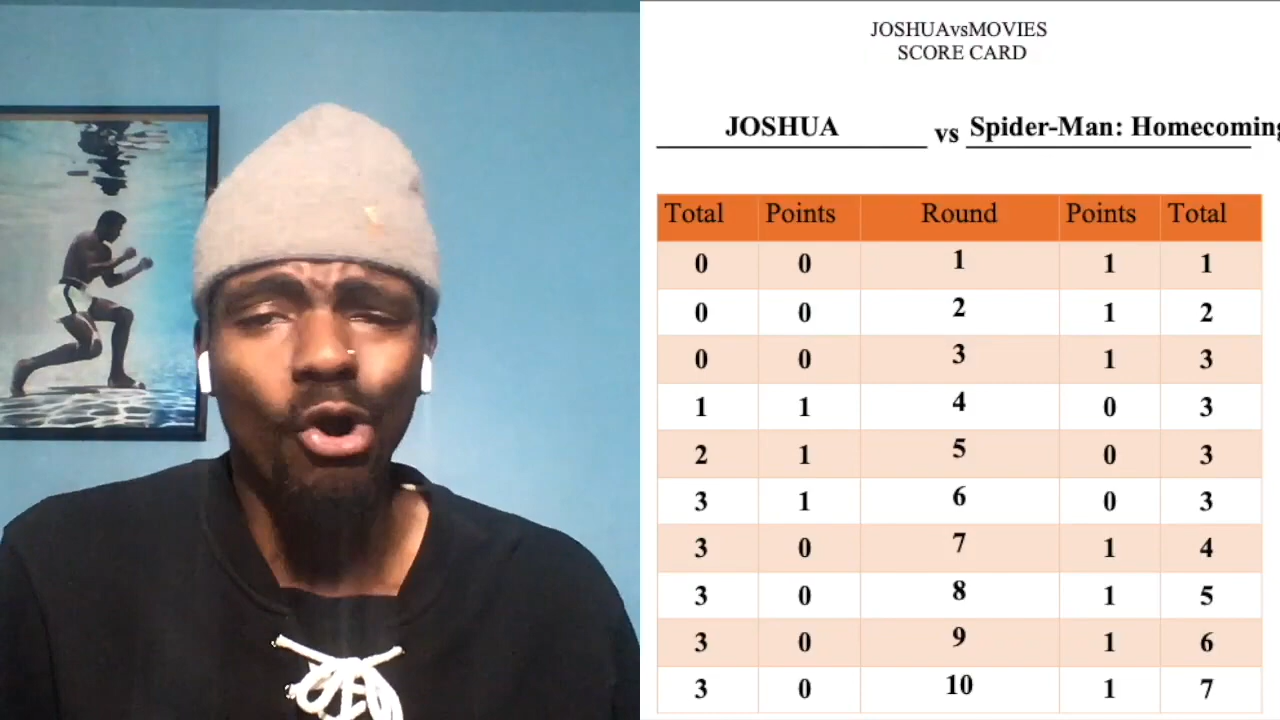 JOSHUAvsMOVIES
SCORE CARD
JOSHUA vs Spider-Man: Homecoming
Total Points Round Points Total
0 0 1 1 1
0 0 2 1 2
0 0 3 1 3
1 1 4 0 3
2 1 5 0 3
3 1 6 0 3
3 0 7 1 4
3 0 8 1 5
3 0 9 1 6
3 0 10 1 7